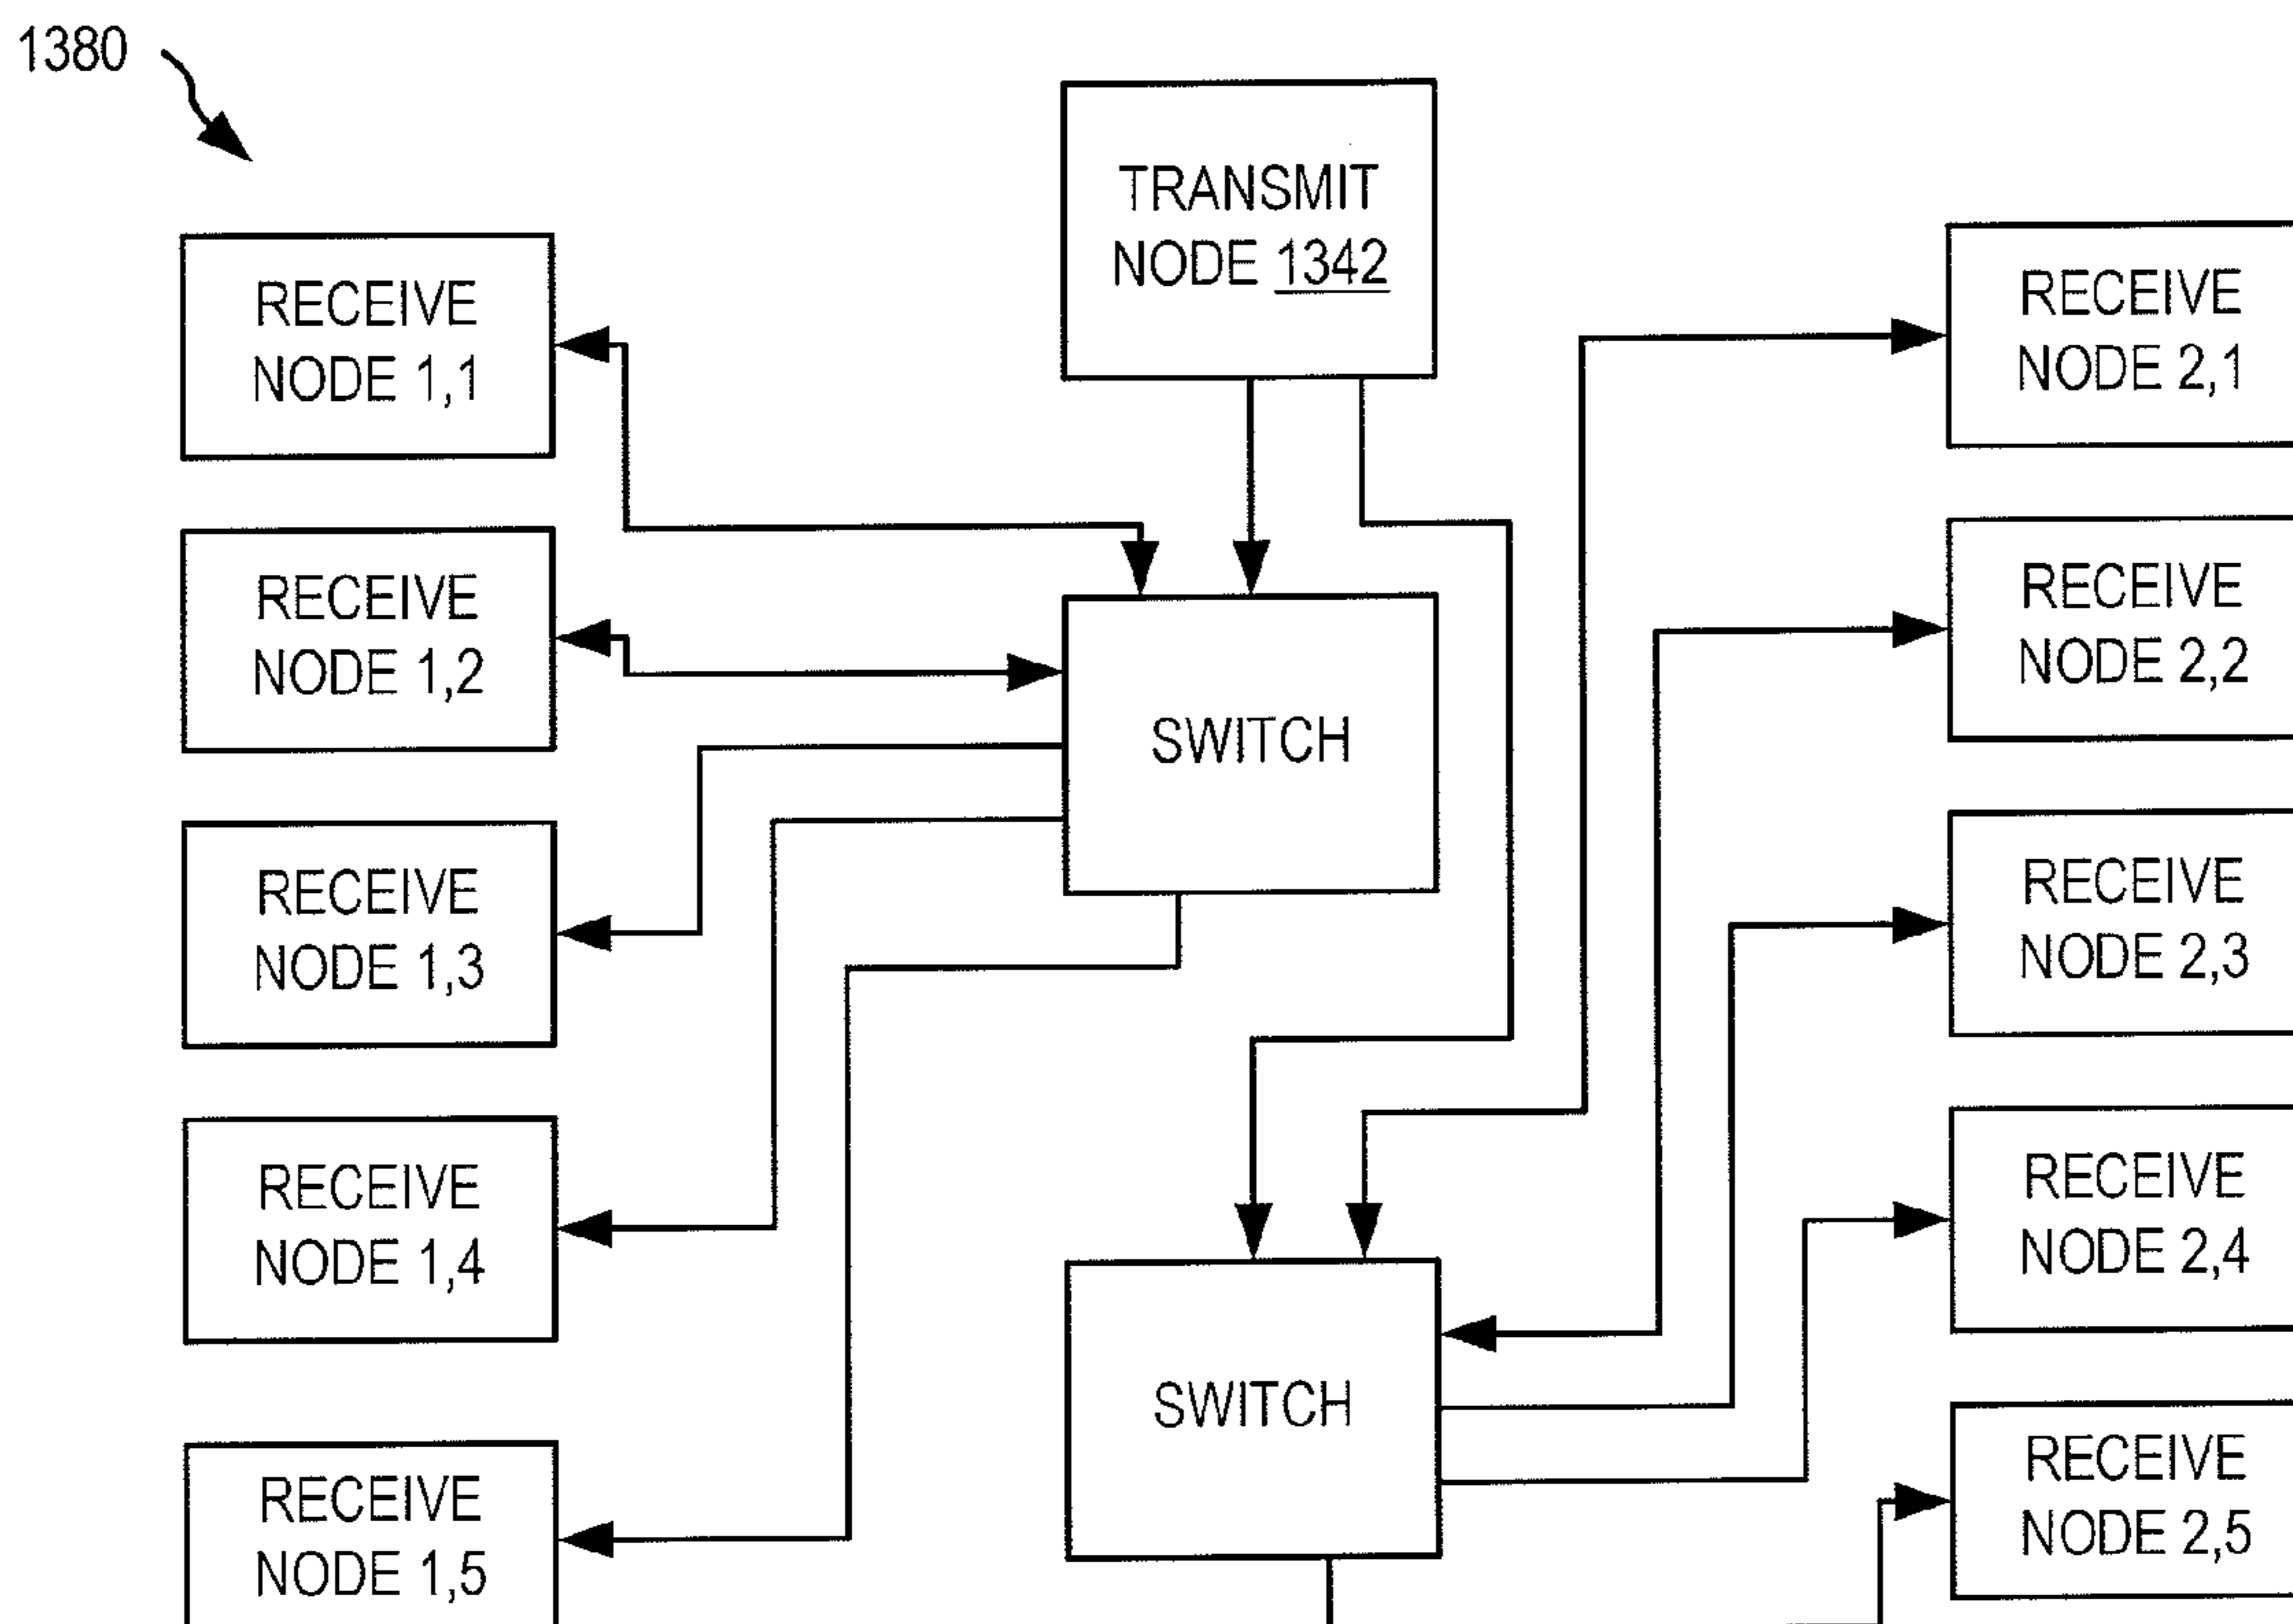 1380
TRANSMIT
NODE 1342
RECEIVE
NODE 1,1
RECEIVE
NODE 1,2
RECEIVE
NODE 1,3
RECEIVE
NODE 1,4
RECEIVE
NODE 1,5
SWITCH
SWITCH
RECEIVE
NODE 2,1
RECEIVE
NODE 2,2
RECEIVE
NODE 2,3
RECEIVE
NODE 2,4
RECEIVE
NODE 2,5